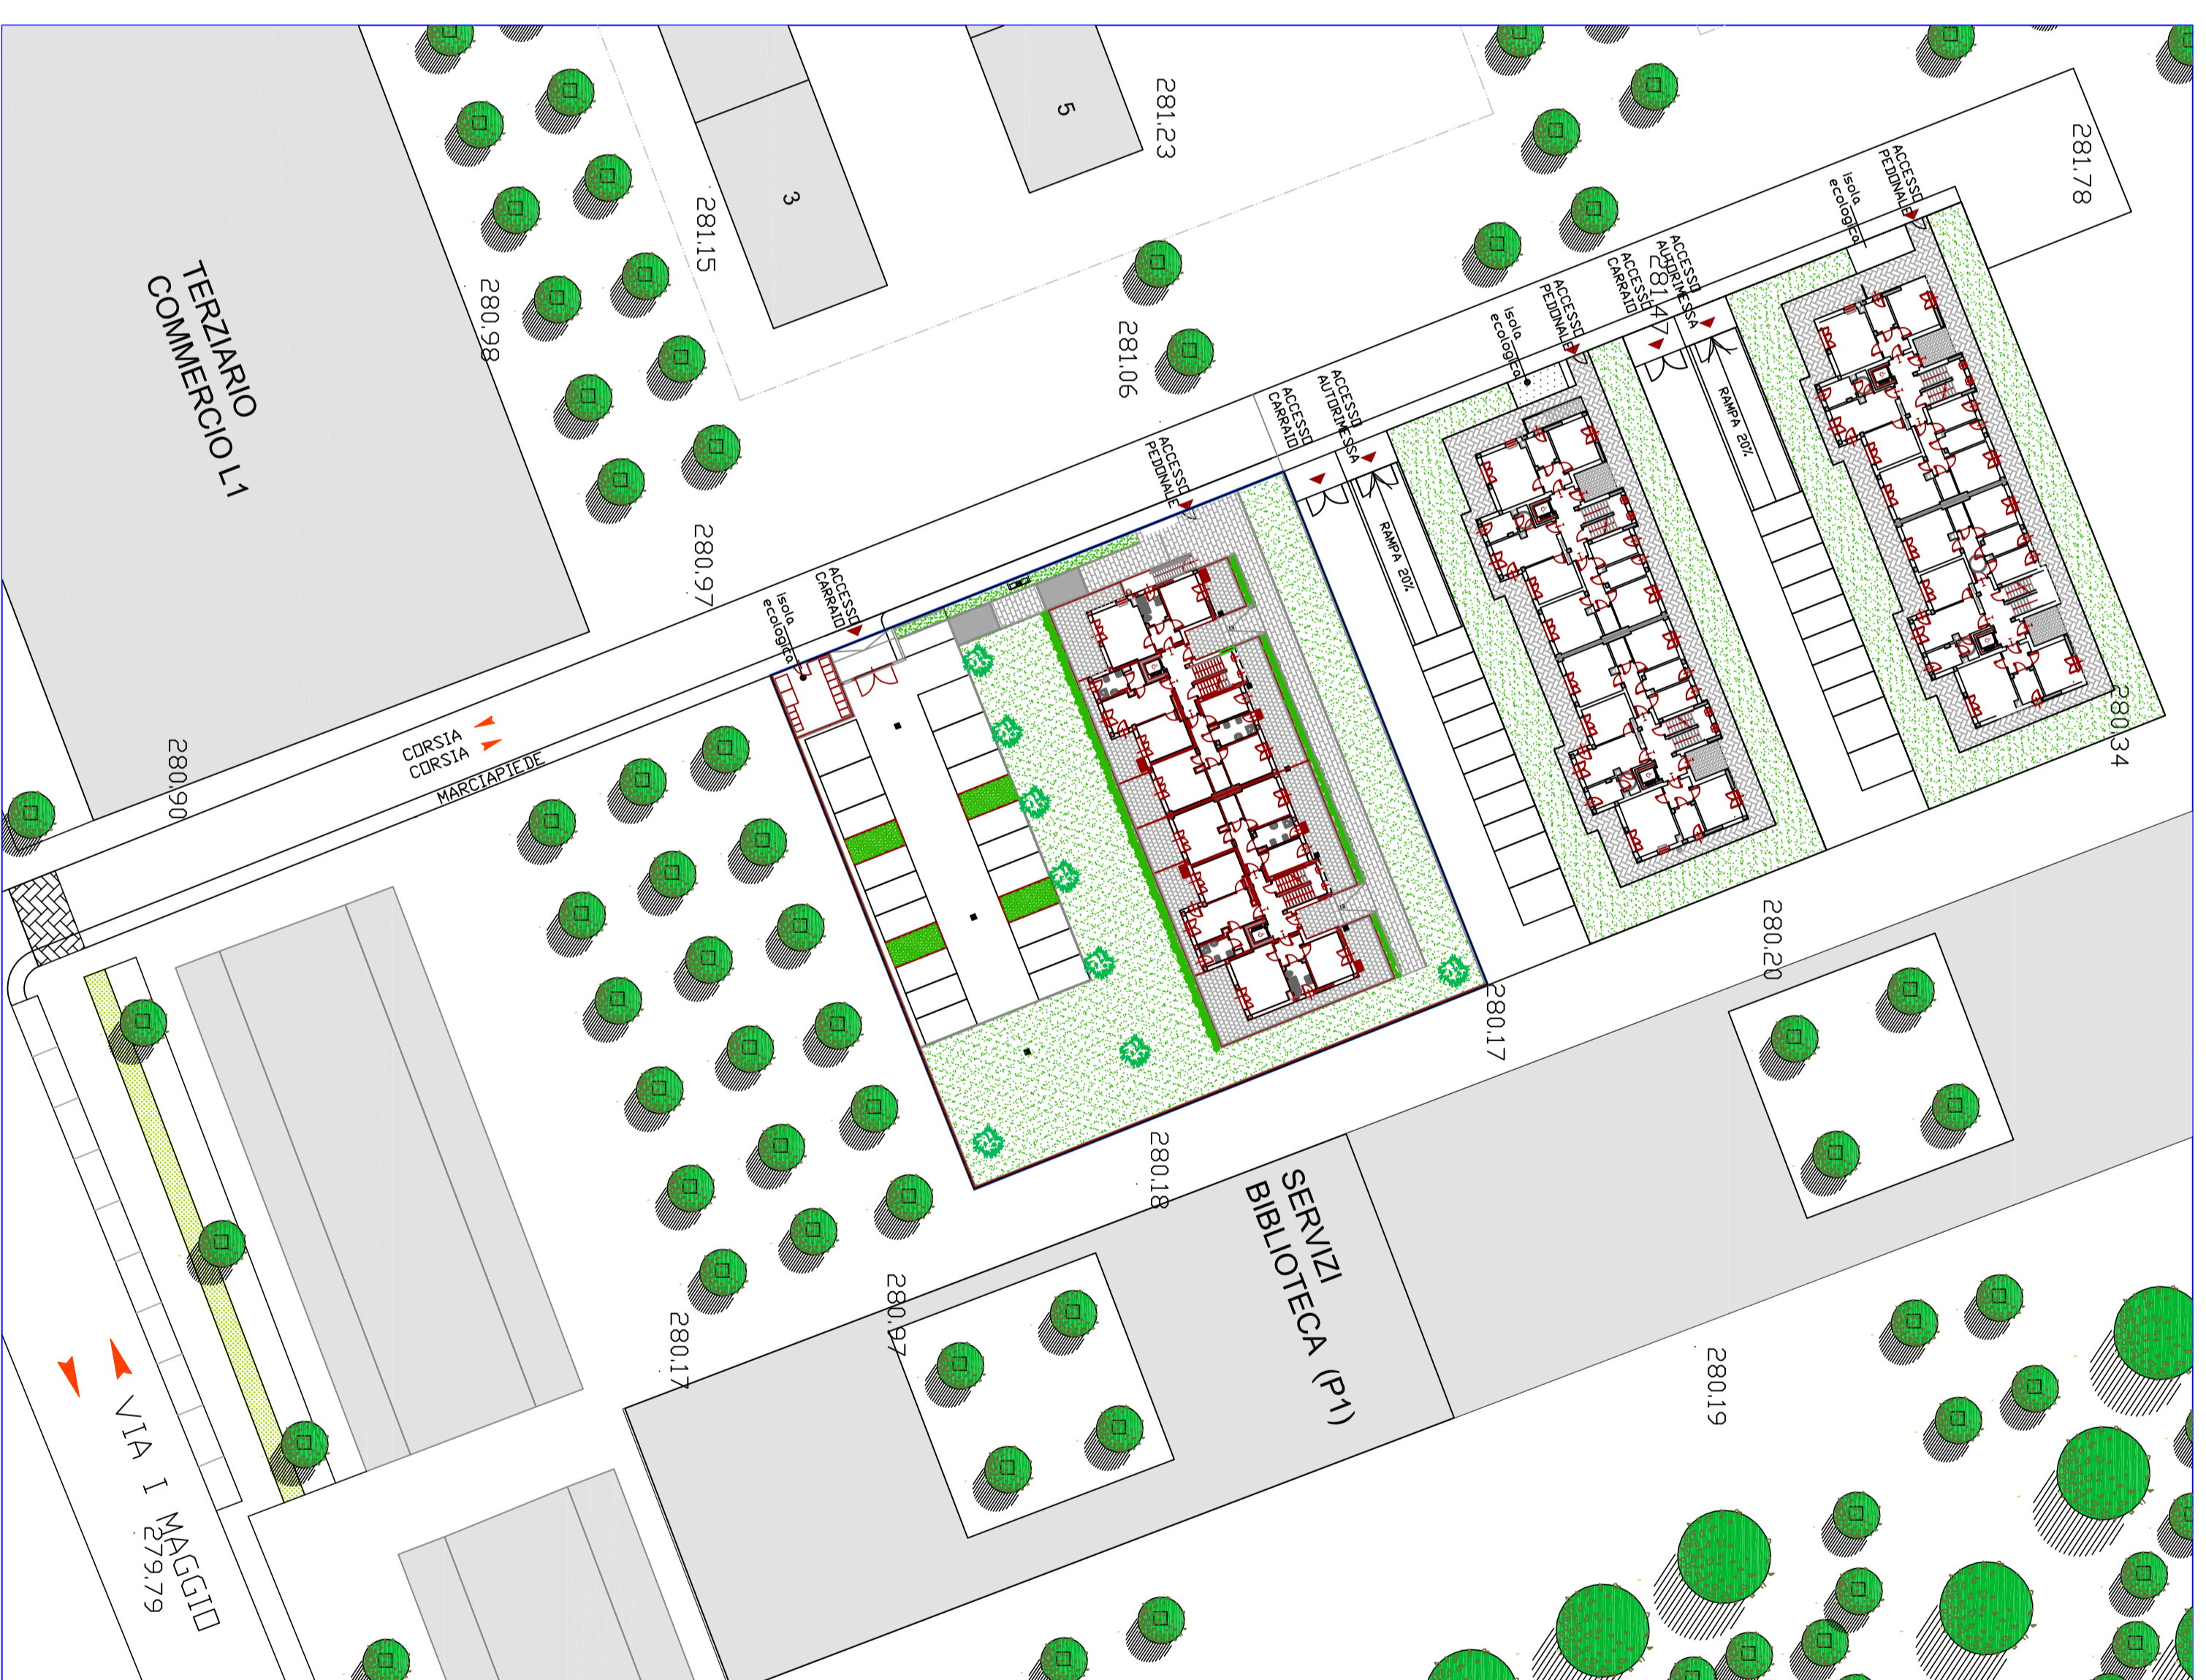 281.23
5
281.78
ACCESSO
PEDONALE
isola
ecologica
3
281.15
ACCESSO
AUTORIMESSA
281.47
ACCESSO
CARRAIO
TERZIARIO
COMMERCIO L1
280.98
281.06
ACCESSO
PEDONALE
isola
ecologica
RAMPA 20%
ACCESSO
AUTORIMESSA
ACCESSO
CARRAIO
ACCESSO
PEDONALE
RAMPA 20%
280.97
ACCESSO
CARRAIO
isola
ecologica
280.34
CORSIA
CORSIA
MARCIAPIEDE
280.90
280.20
280.17
280.18
SERVIZI
BIBLIOTECA (P1)
280.97
280.17
280.19
VIA I MAGGIO
279.79